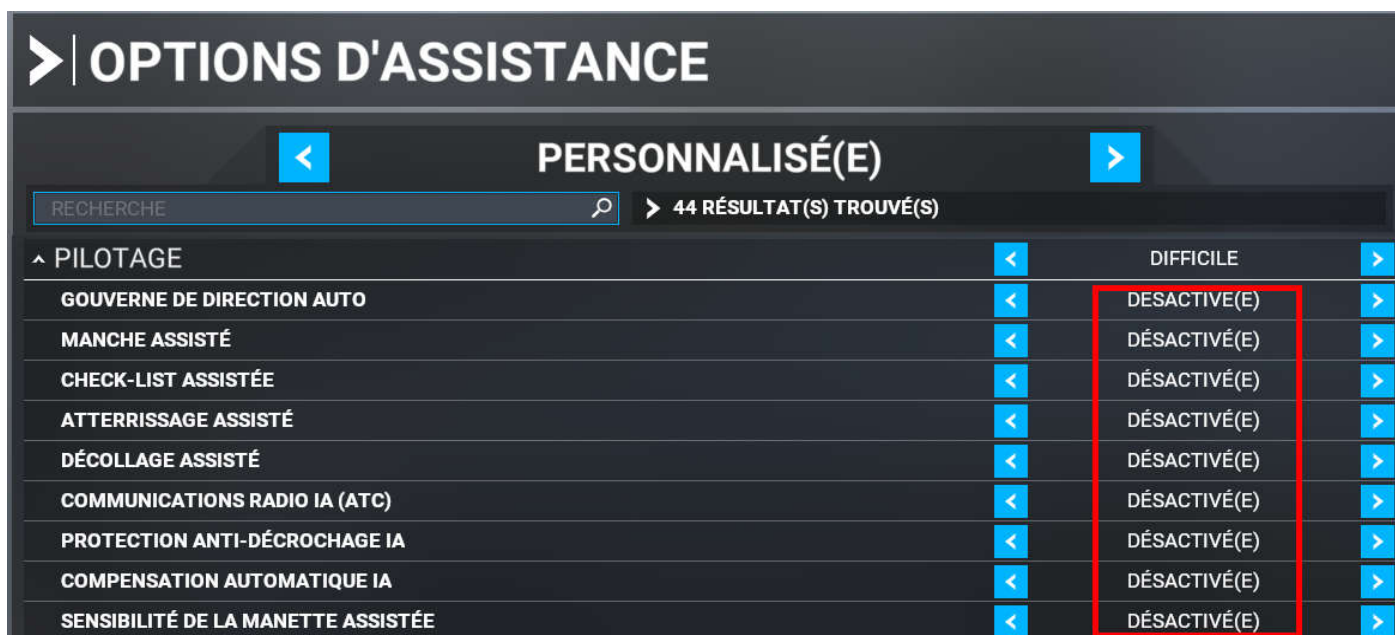 OPTIONS D'ASSISTANCE
PERSONNALISÉ(E)
RECHERCHE
44 RÉSULTAT(S) TROUVÉ(S)
PILOTAGE DIFFICILE
GOUVERNE DE DIRECTION AUTO DÉSACTIVÉ(E)
MANCHE ASSISTÉ DÉSACTIVÉ(E)
CHECK-LIST ASSISTÉE DÉSACTIVÉ(E)
ATTERRISSAGE ASSISTÉ DÉSACTIVÉ(E)
DÉCOLLAGE ASSISTÉ DÉSACTIVÉ(E)
COMMUNICATIONS RADIO IA (ATC) DÉSACTIVÉ(E)
PROTECTION ANTI-DÉCROCHAGE IA DÉSACTIVÉ(E)
COMPENSATION AUTOMATIQUE IA DÉSACTIVÉ(E)
SENSIBILITÉ DE LA MANETTE ASSISTÉE DÉSACTIVÉ(E)